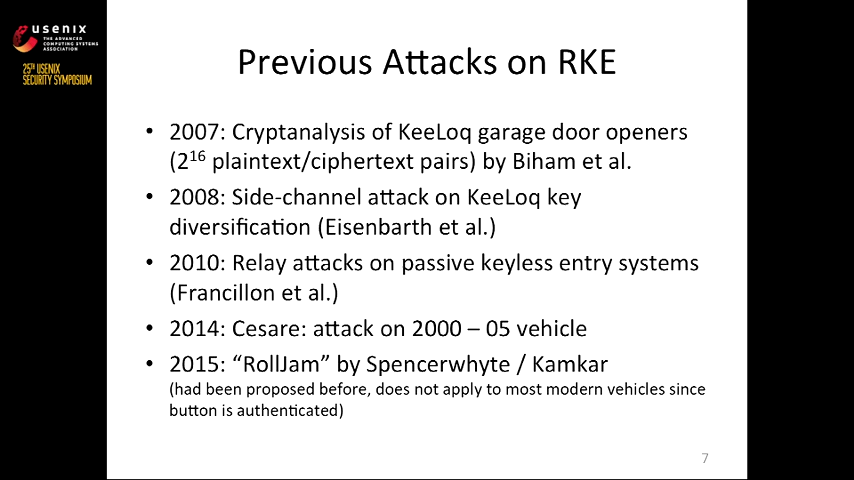 usenix
THE ADVANCED
COMPUTING SYSTEMS
ASSOCIATION
25TH USENIX
SECURITY SYMPOSIUM
Previous Attacks on RKE
• 2007: Cryptanalysis of KeeLoq garage door openers
(2¹⁶ plaintext/ciphertext pairs) by Biham et al.
• 2008: Side-channel attack on KeeLoq key
diversification (Eisenbarth et al.)
• 2010: Relay attacks on passive keyless entry systems
(Francillon et al.)
• 2014: Cesare: attack on 2000 – 05 vehicle
• 2015: “RollJam” by Spencerwhyte / Kamkar
(had been proposed before, does not apply to most modern vehicles since
button is authenticated)
7